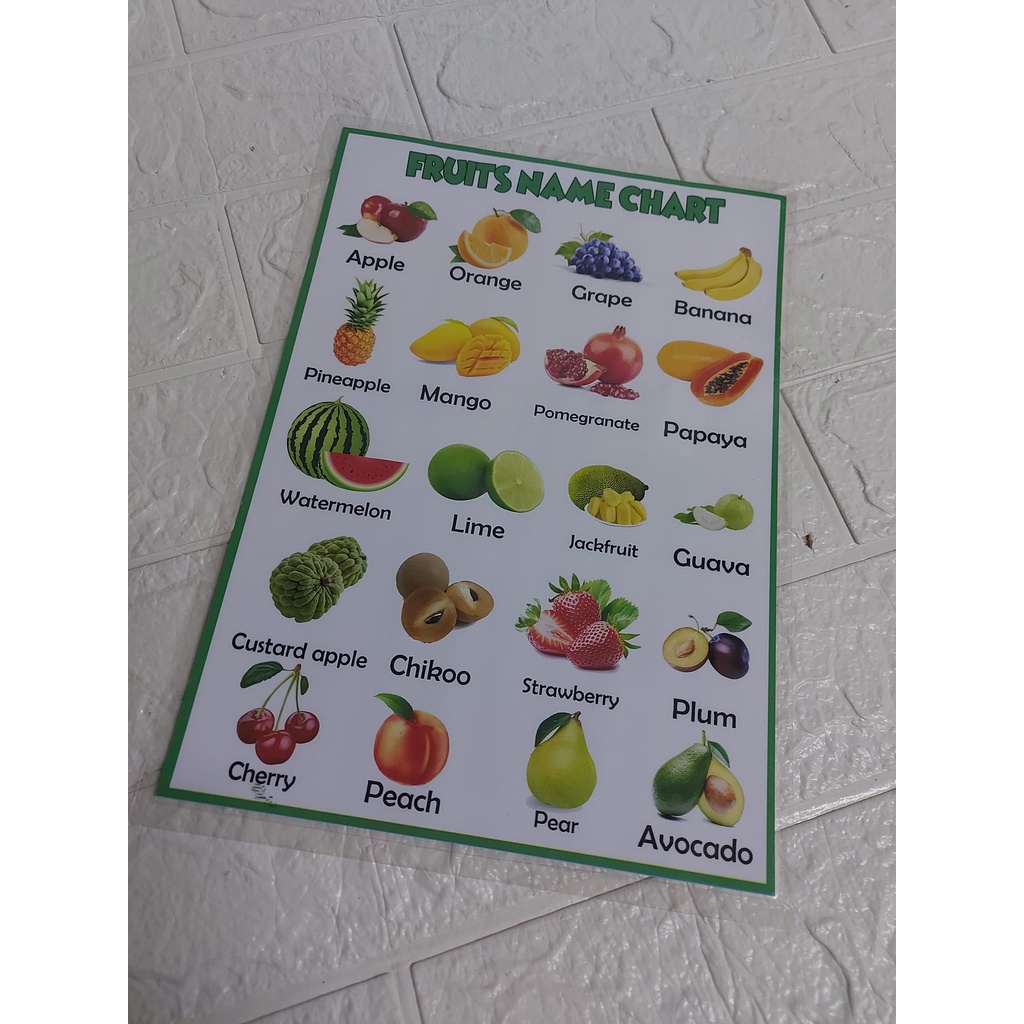 FRUITS NAME CHART
Apple Orange Grape Banana
Pineapple Mango Pomegranate Papaya
Watermelon Lime Jackfruit Guava
Custard apple Chikoo Strawberry Plum
Cherry Peach Pear Avocado